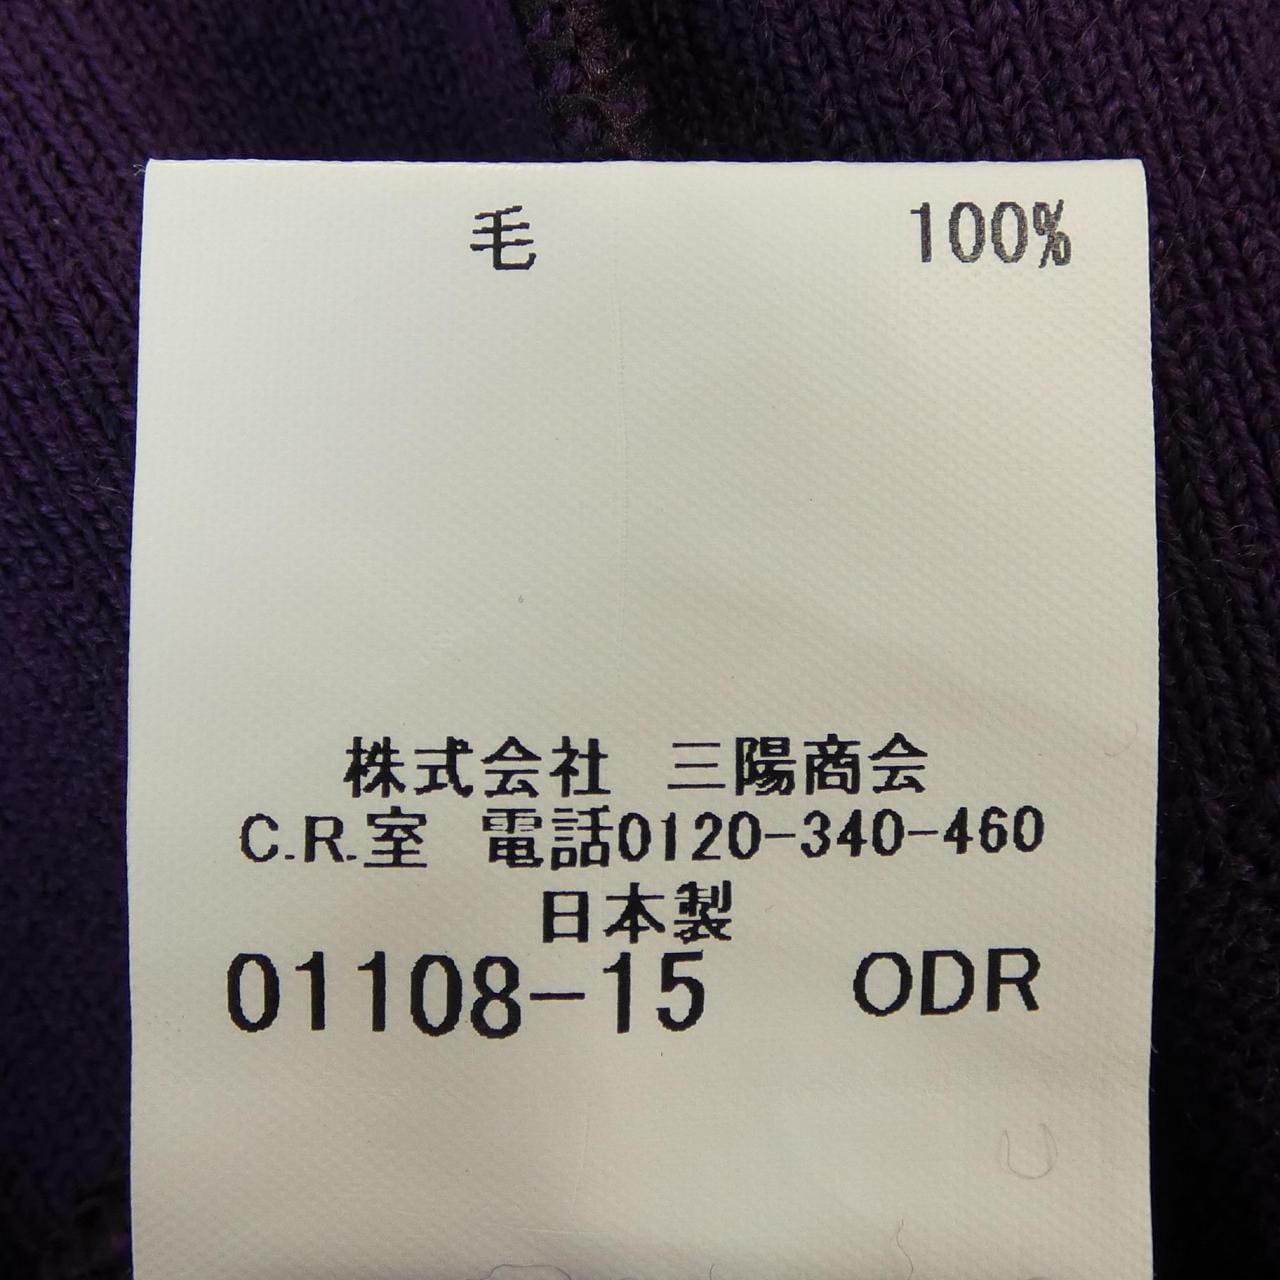 毛 100%
株式会社 三陽商会
C.R.室 電話0120-340-460
日本製
01108-15 ODR